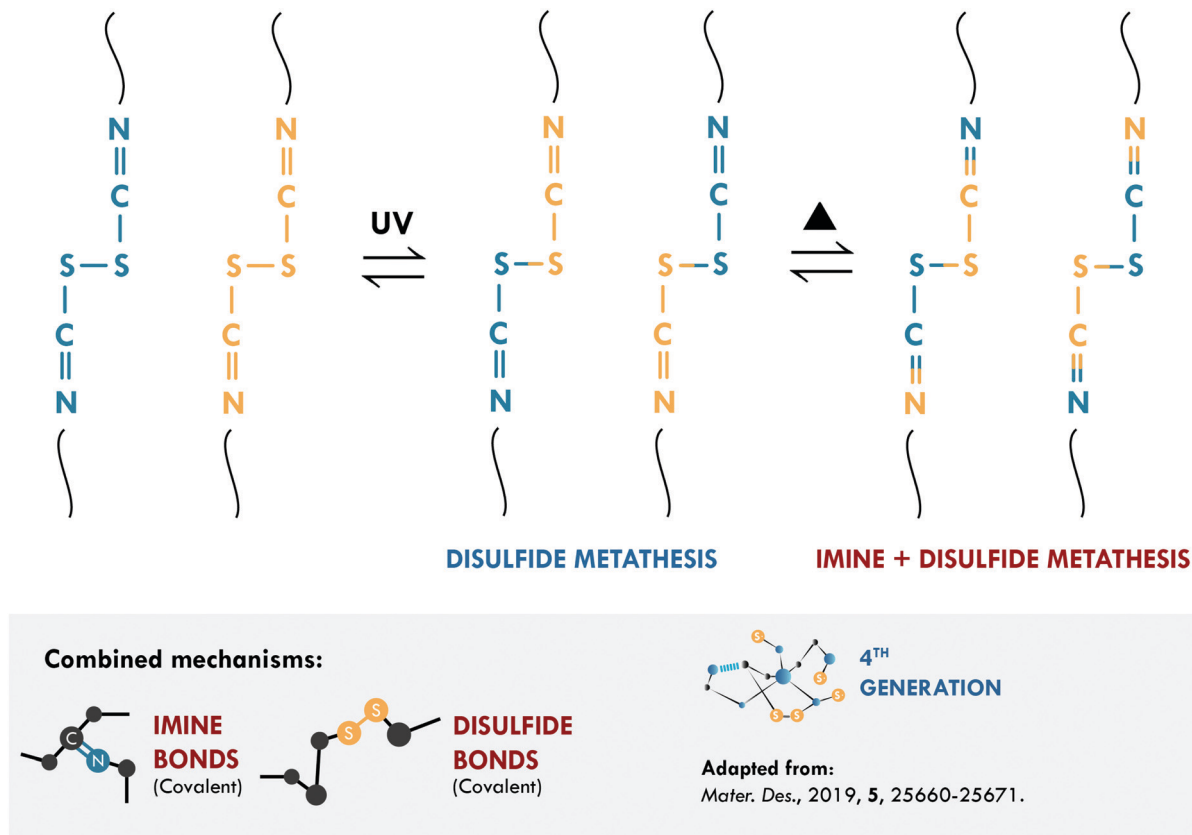 N N N N N N
C C C C C C
UV
S S S S S S S S S S S S
C C C C C C
N N N N N N
DISULFIDE METATHESIS
IMINE + DISULFIDE METATHESIS
Combined mechanisms:
C
N
IMINE
BONDS
(Covalent)
S
S
DISULFIDE
BONDS
(Covalent)
S
S
S
S S
4TH
GENERATION
Adapted from:
Mater. Des., 2019, 5, 25660-25671.